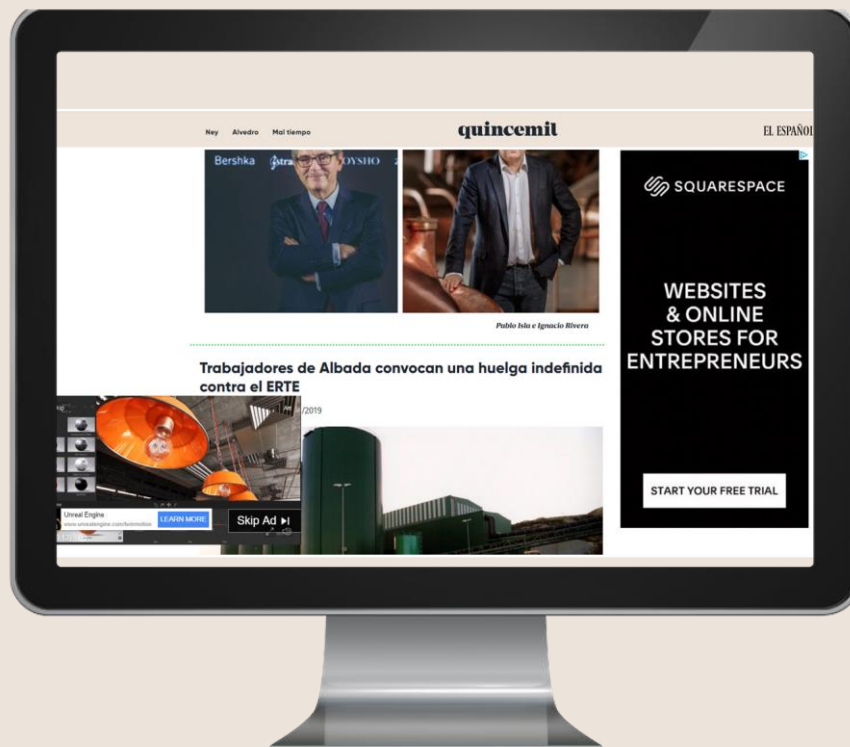 Ney Alvedro Mal tiempo
quincemil
EL ESPAÑOL
Bershka
OYSHO
Pablo Isla e Ignacio Rivera
Trabajadores de Albada convocan una huelga indefinida
contra el ERTE
/2019
SQUARESPACE
WEBSITES
& ONLINE
STORES FOR
ENTREPRENEURS
START YOUR FREE TRIAL
Unreal Engine
LEARN MORE
Skip Ad